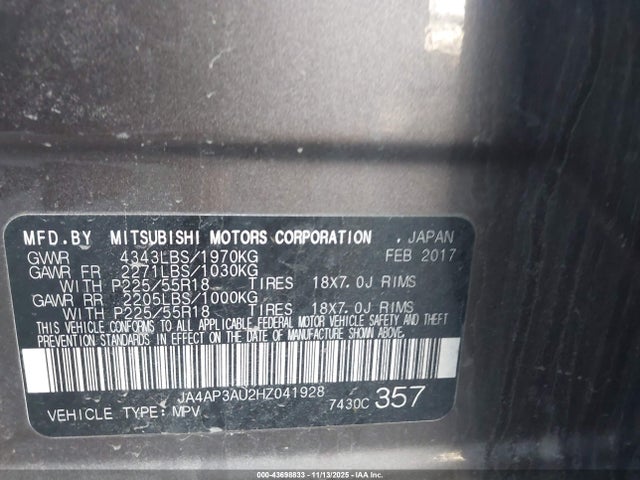 MFD.BY MITSUBISHI MOTORS CORPORATION , JAPAN
GVWR 4343LBS/1970KG FEB 2017
GAWR FR 2271LBS/1030KG
WITH P225/55R18 TIRES 18X7.0J RIMS
GAWR RR 2205LBS/1000KG
WITH P225/55R18 TIRES 18X7.0J RIMS
THIS VEHICLE CONFORMS TO ALL APPLICABLE FEDERAL MOTOR VEHICLE SAFETY AND THEFT
PREVENTION STANDARDS IN EFFECT ON THE DATE OF MANUFACTURE SHOWN ABOVE.
JA4AP3AU2HZ041928
VEHICLE TYPE: MPV 7430C 357
000-43698833 - 11/13/2025 - IAA Corp.